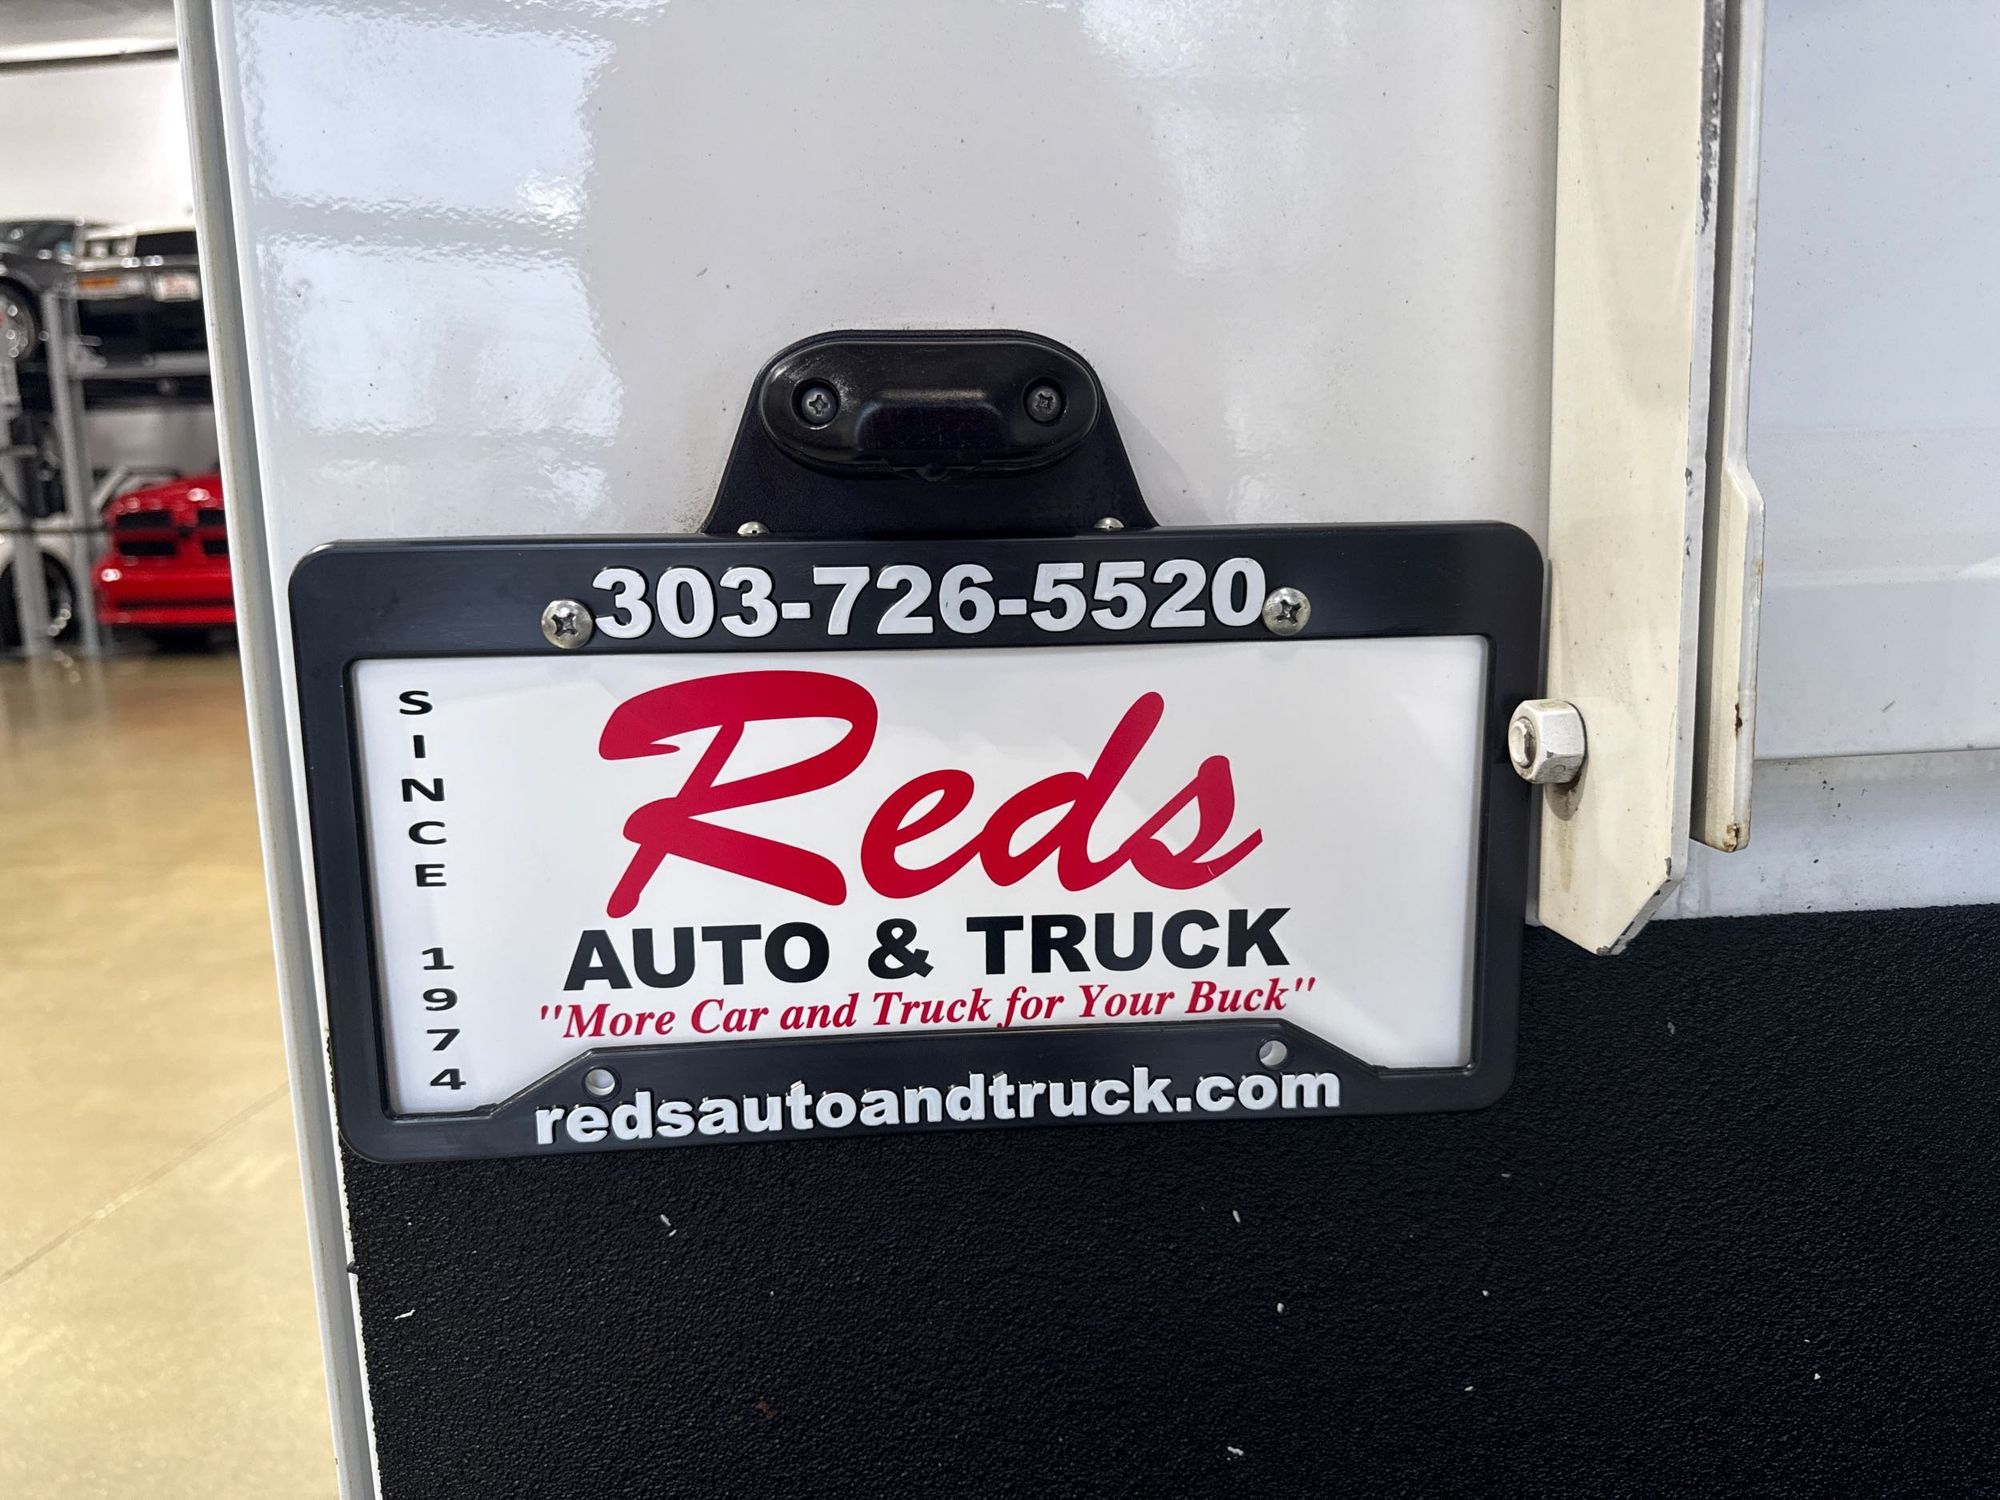 303-726-5520
SINCE 1974
Reds
AUTO & TRUCK
"More Car and Truck for Your Buck"
redsautoandtruck.com